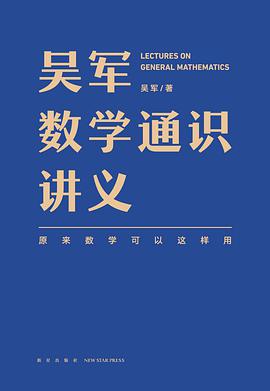 吴军
LECTURES ON
GENERAL MATHEMATICS
吴军/著
数学通识
讲义
原来数学可以这样用
新星出版社 NEW STAR PRESS